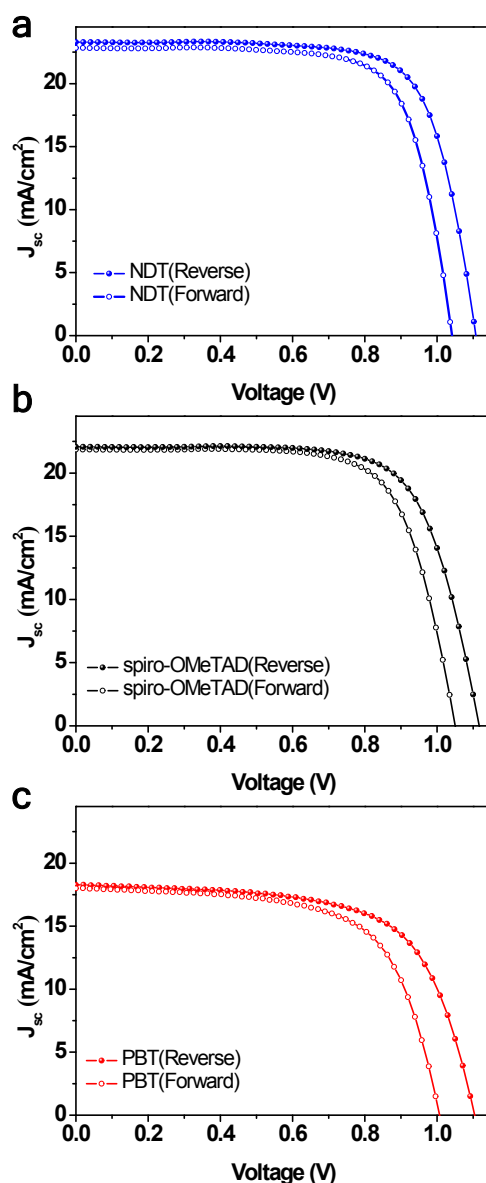 a
20
15
10
5
0
J_sc (mA/cm²)
NDT(Reverse)
NDT(Forward)
0.0 0.2 0.4 0.6 0.8 1.0
Voltage (V)
b
20
15
10
5
0
J_sc (mA/cm²)
spiro-OMeTAD(Reverse)
spiro-OMeTAD(Forward)
0.0 0.2 0.4 0.6 0.8 1.0
Voltage (V)
c
20
15
10
5
0
J_sc (mA/cm²)
PBT(Reverse)
PBT(Forward)
0.0 0.2 0.4 0.6 0.8 1.0
Voltage (V)